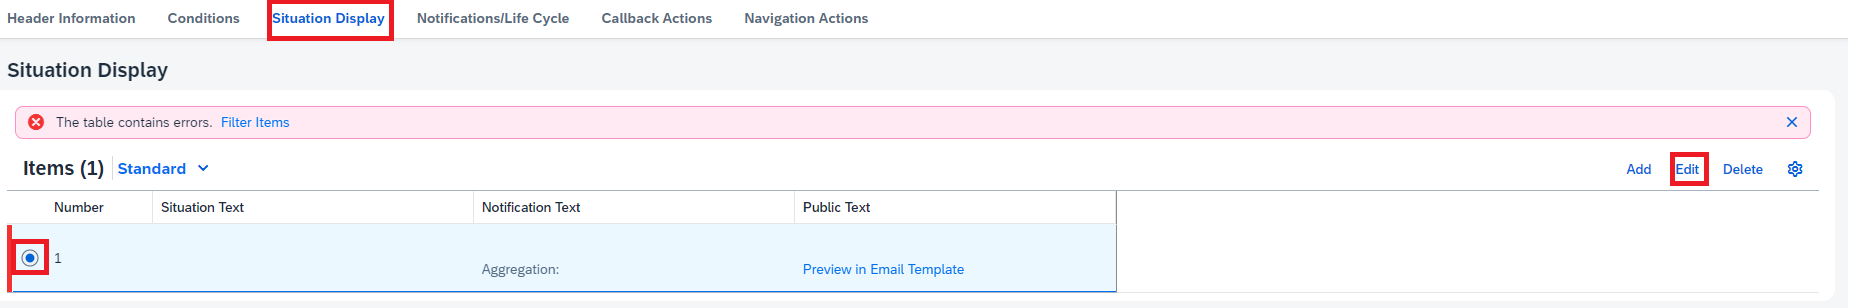 Header Information Conditions Situation Display Notifications/Life Cycle Callback Actions Navigation Actions
Situation Display
The table contains errors. Filter Items
Items (1) Standard Add Edit Delete
Number Situation Text Notification Text Public Text
1
Aggregation: Preview in Email Template